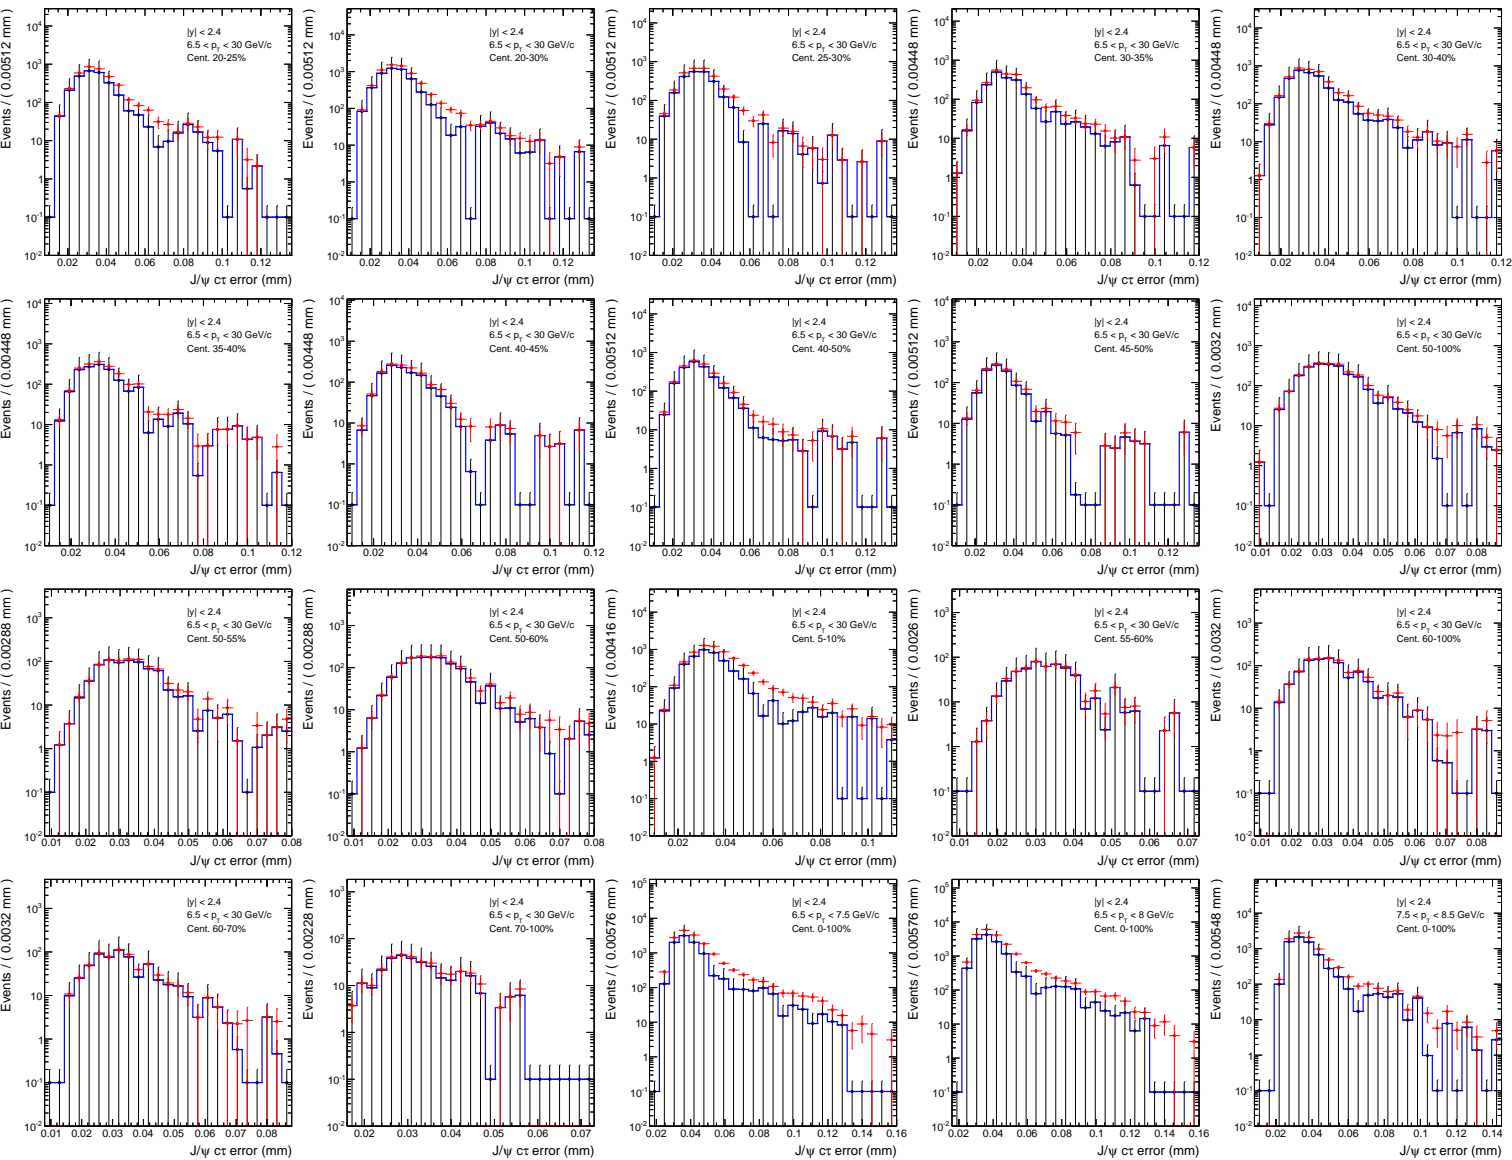 Events / ( 0.00512 mm )
|y| < 2.4
6.5 < p_T < 30 GeV/c
Cent. 20-25%
J/ψ cτ error (mm)
Events / ( 0.00512 mm )
|y| < 2.4
6.5 < p_T < 30 GeV/c
Cent. 20-30%
J/ψ cτ error (mm)
Events / ( 0.00512 mm )
|y| < 2.4
6.5 < p_T < 30 GeV/c
Cent. 25-30%
J/ψ cτ error (mm)
Events / ( 0.00448 mm )
|y| < 2.4
6.5 < p_T < 30 GeV/c
Cent. 30-35%
J/ψ cτ error (mm)
Events / ( 0.00448 mm )
|y| < 2.4
6.5 < p_T < 30 GeV/c
Cent. 30-40%
J/ψ cτ error (mm)
Events / ( 0.00448 mm )
|y| < 2.4
6.5 < p_T < 30 GeV/c
Cent. 35-40%
J/ψ cτ error (mm)
Events / ( 0.00448 mm )
|y| < 2.4
6.5 < p_T < 30 GeV/c
Cent. 40-45%
J/ψ cτ error (mm)
Events / ( 0.00512 mm )
|y| < 2.4
6.5 < p_T < 30 GeV/c
Cent. 40-50%
J/ψ cτ error (mm)
Events / ( 0.00512 mm )
|y| < 2.4
6.5 < p_T < 30 GeV/c
Cent. 45-50%
J/ψ cτ error (mm)
Events / ( 0.0032 mm )
|y| < 2.4
6.5 < p_T < 30 GeV/c
Cent. 50-100%
J/ψ cτ error (mm)
Events / ( 0.00288 mm )
|y| < 2.4
6.5 < p_T < 30 GeV/c
Cent. 50-55%
J/ψ cτ error (mm)
Events / ( 0.00288 mm )
|y| < 2.4
6.5 < p_T < 30 GeV/c
Cent. 50-60%
J/ψ cτ error (mm)
Events / ( 0.00416 mm )
|y| < 2.4
6.5 < p_T < 30 GeV/c
Cent. 5-10%
J/ψ cτ error (mm)
Events / ( 0.0026 mm )
|y| < 2.4
6.5 < p_T < 30 GeV/c
Cent. 55-60%
J/ψ cτ error (mm)
Events / ( 0.0032 mm )
|y| < 2.4
6.5 < p_T < 30 GeV/c
Cent. 60-100%
J/ψ cτ error (mm)
Events / ( 0.0032 mm )
|y| < 2.4
6.5 < p_T < 30 GeV/c
Cent. 60-70%
J/ψ cτ error (mm)
Events / ( 0.00228 mm )
|y| < 2.4
6.5 < p_T < 30 GeV/c
Cent. 70-100%
J/ψ cτ error (mm)
Events / ( 0.00576 mm )
|y| < 2.4
6.5 < p_T < 7.5 GeV/c
Cent. 0-100%
J/ψ cτ error (mm)
Events / ( 0.00576 mm )
|y| < 2.4
6.5 < p_T < 8 GeV/c
Cent. 0-100%
J/ψ cτ error (mm)
Events / ( 0.00548 mm )
|y| < 2.4
7.5 < p_T < 8.5 GeV/c
Cent. 0-100%
J/ψ cτ error (mm)